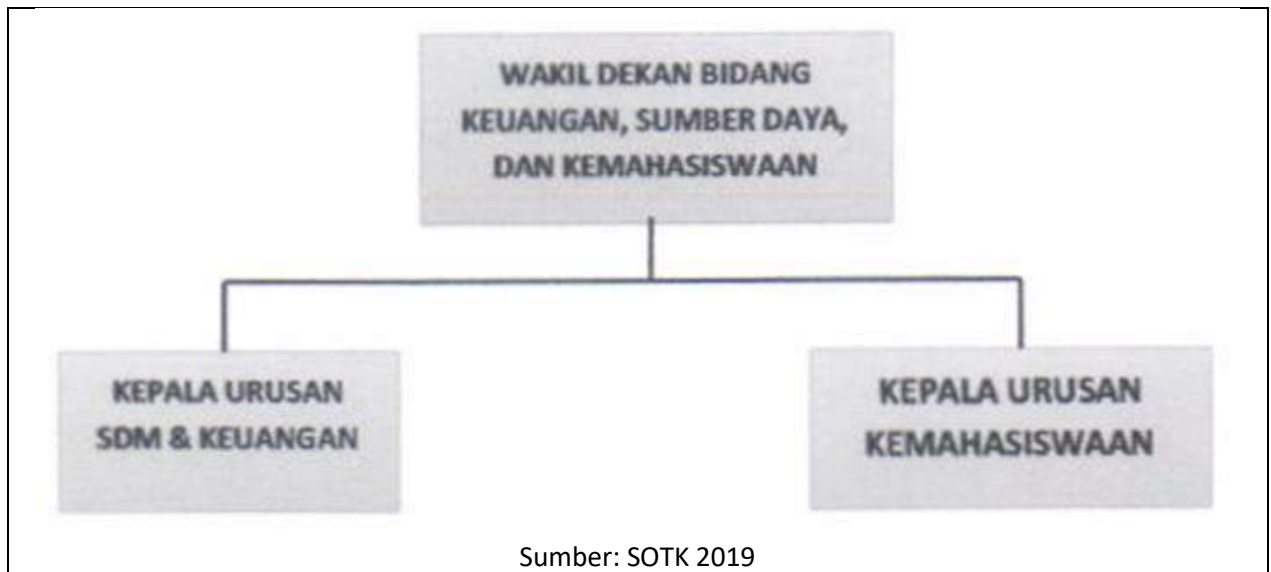 WAKIL DEKAN BIDANG
KEUANGAN, SUMBER DAYA,
DAN KEMAHASISWAAN
KEPALA URUSAN
SDM & KEUANGAN
KEPALA URUSAN
KEMAHASISWAAN
Sumber: SOTK 2019